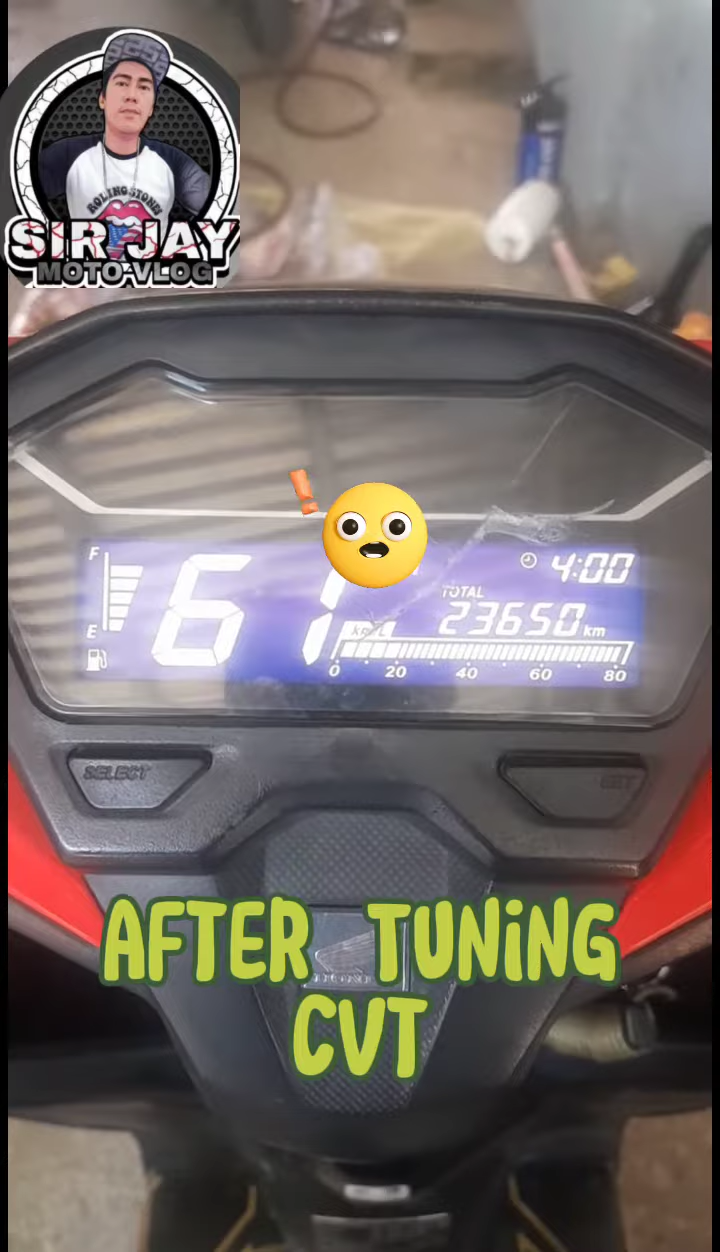 ROLING STONES
SIR JAY
MOTO-VLOG
F
E
61
4:00
TOTAL
23650 km
km/L
0 20 40 60 80
SELECT
SET
AFTER TUNiNG
CVT